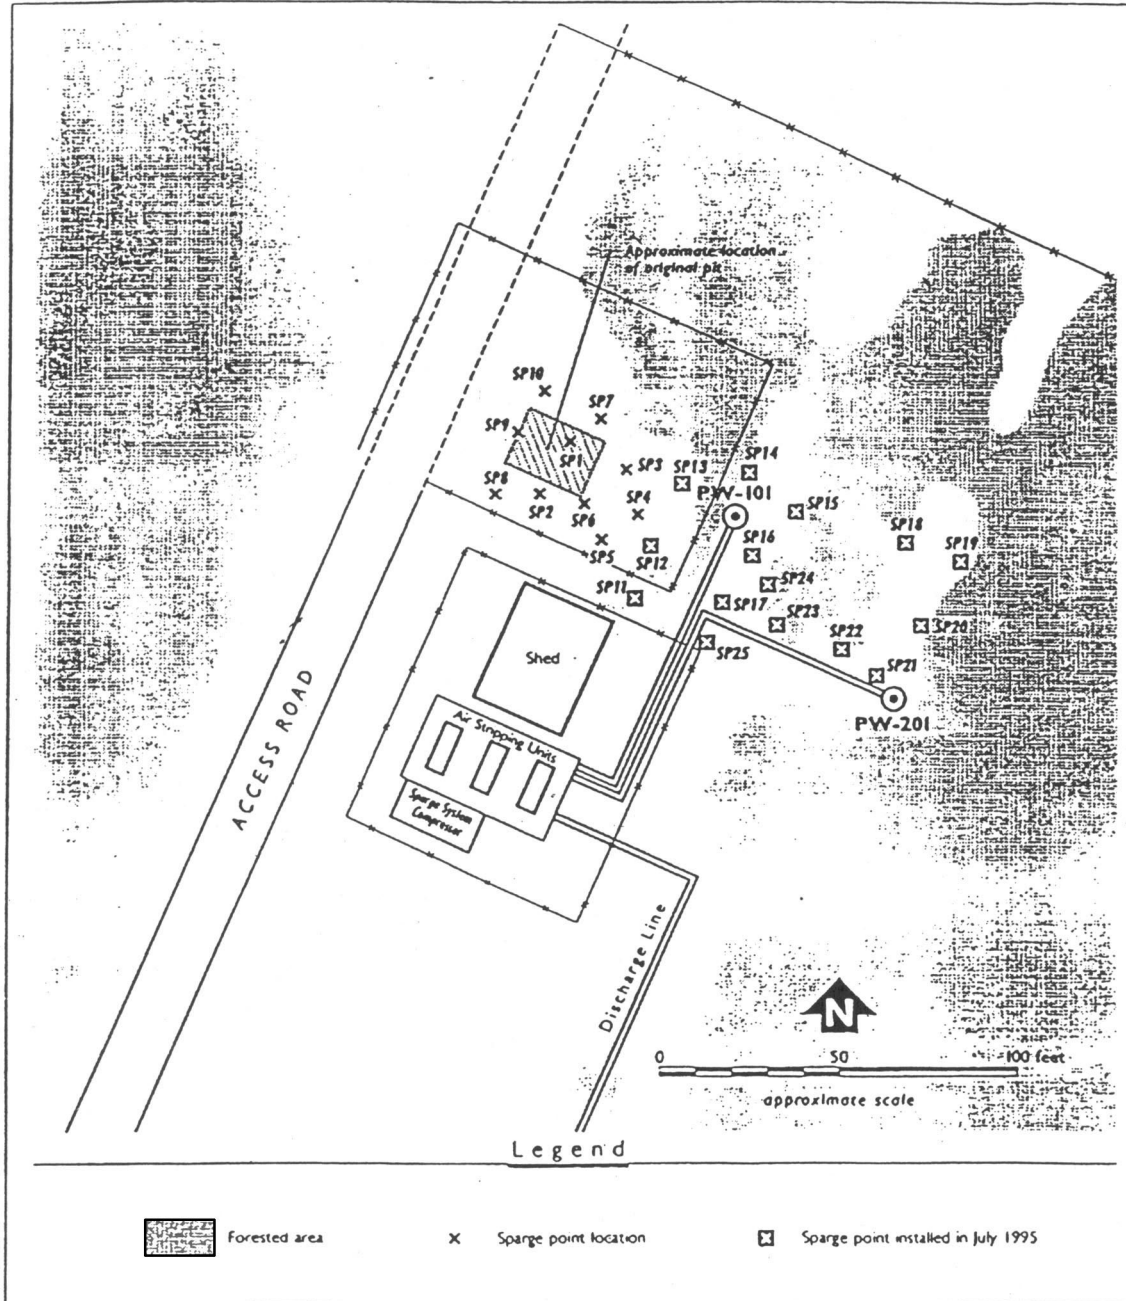 Approximate location
of original pit
SP10
SP7
SP9
SP1
SP3
SP13
SP14
SP8
SP2
SP6
SP4
PW-101
SP15
SP5
SP12
SP16
SP18
SP19
SP11
SP24
SP17
SP23
SP22
SP20
SP25
SP21
PW-201
Shed
Air Stripping Units
Sparge System
Compressor
ACCESS ROAD
Discharge Line
N
0 50 100 feet
approximate scale
Legend
Forested area
Sparge point location
Sparge point installed in July 1995